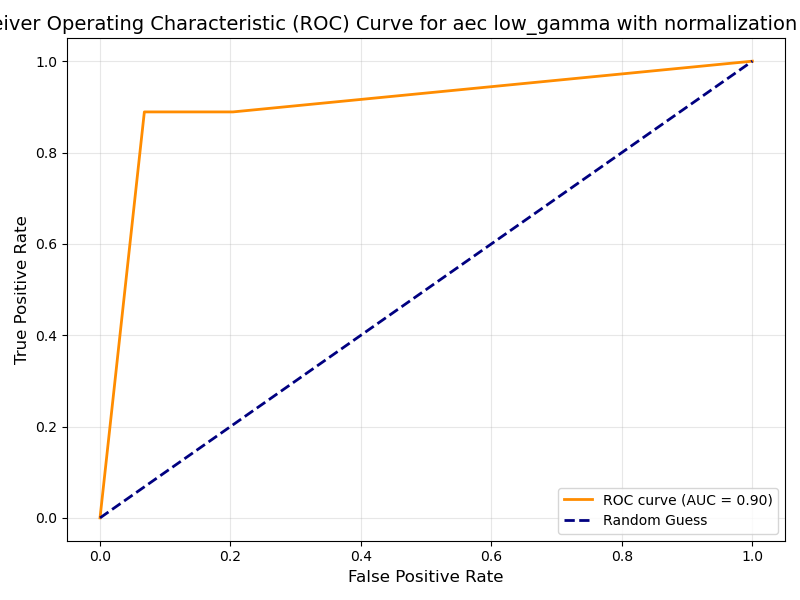 eiver Operating Characteristic (ROC) Curve for aec low_gamma with normalization
1.0
0.8
0.6
0.4
0.2
0.0
True Positive Rate
0.0 0.2 0.4 0.6 0.8 1.0
False Positive Rate
ROC curve (AUC = 0.90)
Random Guess